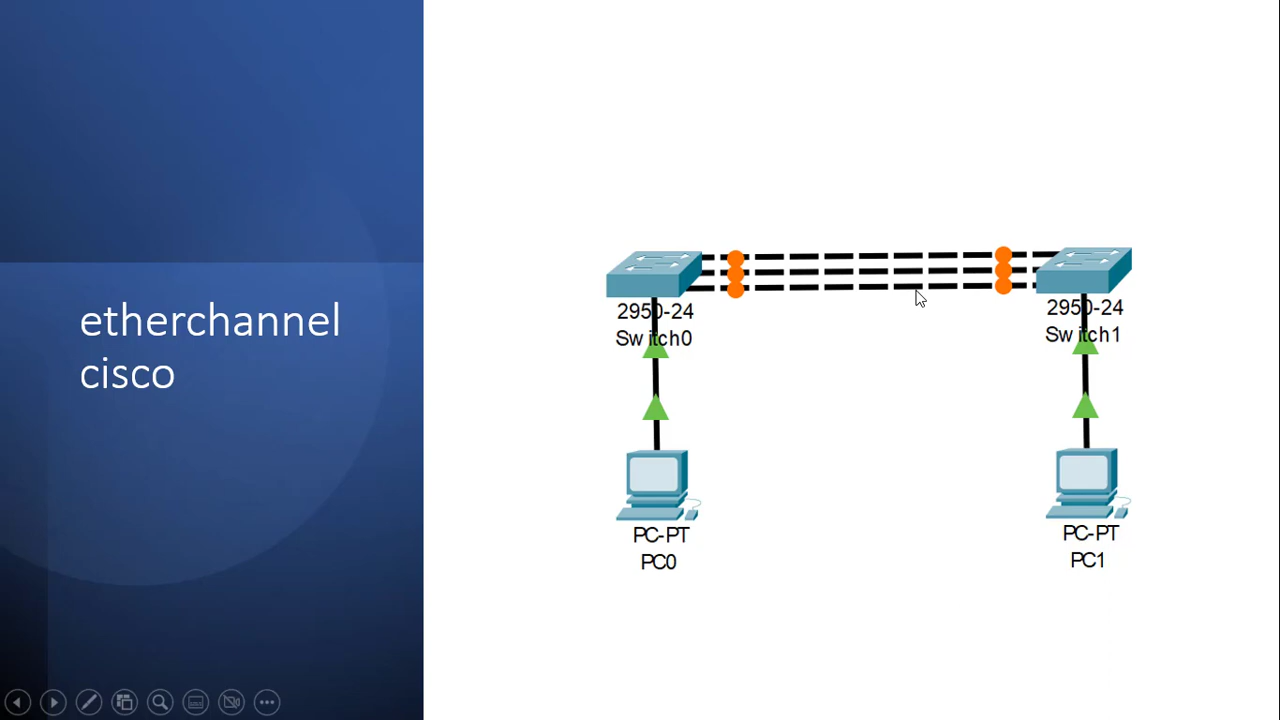 etherchannel
cisco
2950-24
Switch0
2950-24
Switch1
PC-PT
PC0
PC-PT
PC1